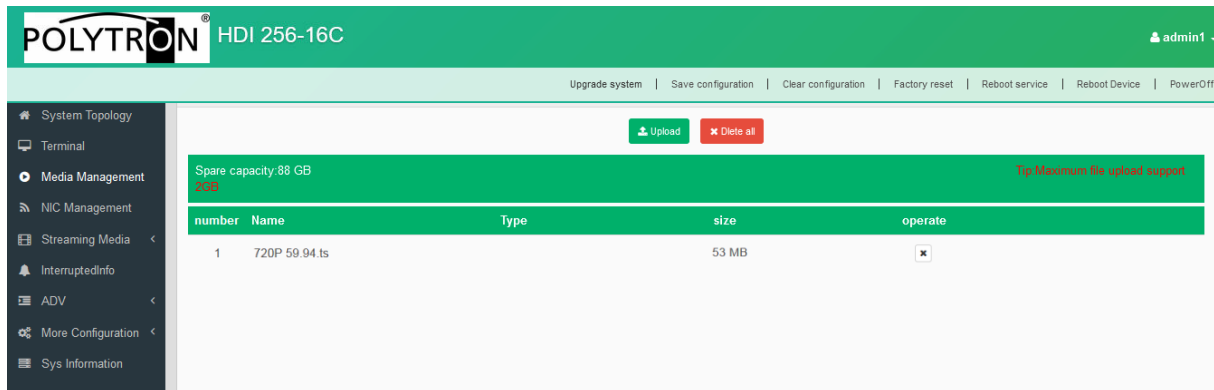 POLYTRON® HDI 256-16C
admin1
Upgrade system | Save configuration | Clear configuration | Factory reset | Reboot service | Reboot Device | PowerOff
System Topology
Terminal
Media Management
NIC Management
Streaming Media
InterruptedInfo
ADV
More Configuration
Sys Information
Upload Dlete all
Spare capacity:88 GB Tip:Maximum file upload support
2GB
number Name Type size operate
1 720P 59.94.ts 53 MB